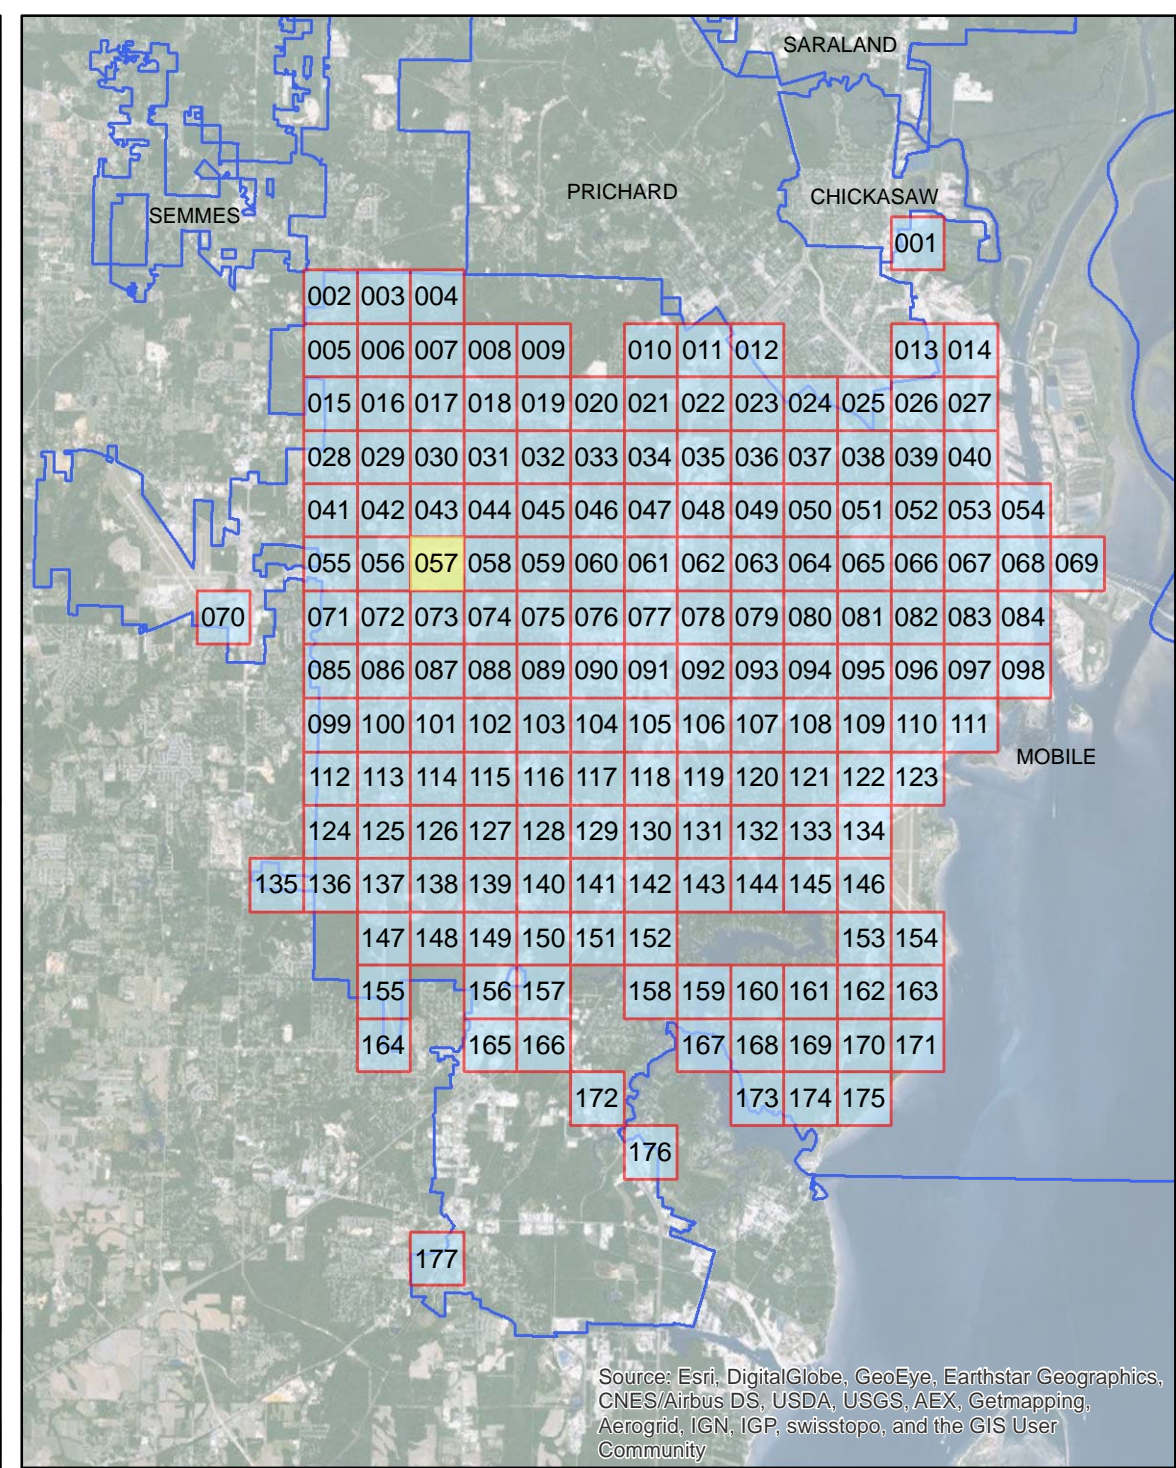 SARALAND
PRICHARD
CHICKASAW
SEMMES
001
002 003 004
005 006 007 008 009 010 011 012 013 014
015 016 017 018 019 020 021 022 023 024 025 026 027
028 029 030 031 032 033 034 035 036 037 038 039 040
041 042 043 044 045 046 047 048 049 050 051 052 053 054
055 056 057 058 059 060 061 062 063 064 065 066 067 068 069
070 071 072 073 074 075 076 077 078 079 080 081 082 083 084
085 086 087 088 089 090 091 092 093 094 095 096 097 098
099 100 101 102 103 104 105 106 107 108 109 110 111
MOBILE
112 113 114 115 116 117 118 119 120 121 122 123
124 125 126 127 128 129 130 131 132 133 134
135 136 137 138 139 140 141 142 143 144 145 146
147 148 149 150 151 152 153 154
155 156 157 158 159 160 161 162 163
164 165 166 167 168 169 170 171
172 173 174 175
176
177
Source: Esri, DigitalGlobe, GeoEye, Earthstar Geographics,
CNES/Airbus DS, USDA, USGS, AEX, Getmapping,
Aerogrid, IGN, IGP, swisstopo, and the GIS User
Community